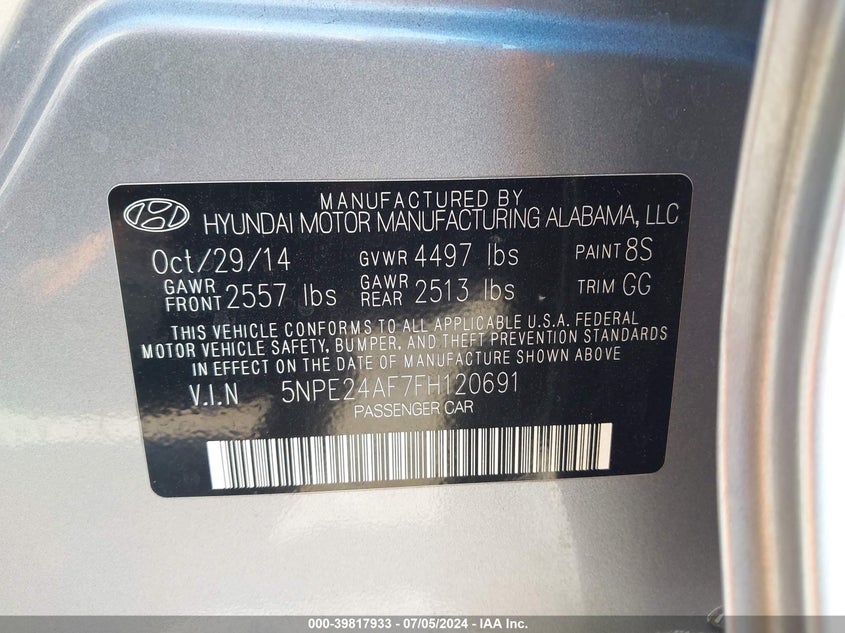 MANUFACTURED BY
HYUNDAI MOTOR MANUFACTURING ALABAMA, LLC
Oct/29/14 GVWR 4497 lbs PAINT 8S
GAWR FRONT 2557 lbs GAWR REAR 2513 lbs TRIM GG
THIS VEHICLE CONFORMS TO ALL APPLICABLE U.S.A. FEDERAL
MOTOR VEHICLE SAFETY, BUMPER, AND THEFT PREVENTION STANDARDS
IN EFFECT ON THE DATE OF MANUFACTURE SHOWN ABOVE
V.I.N 5NPE24AF7FH120691
PASSENGER CAR
000-39817933 - 07/05/2024 - IAA Inc.